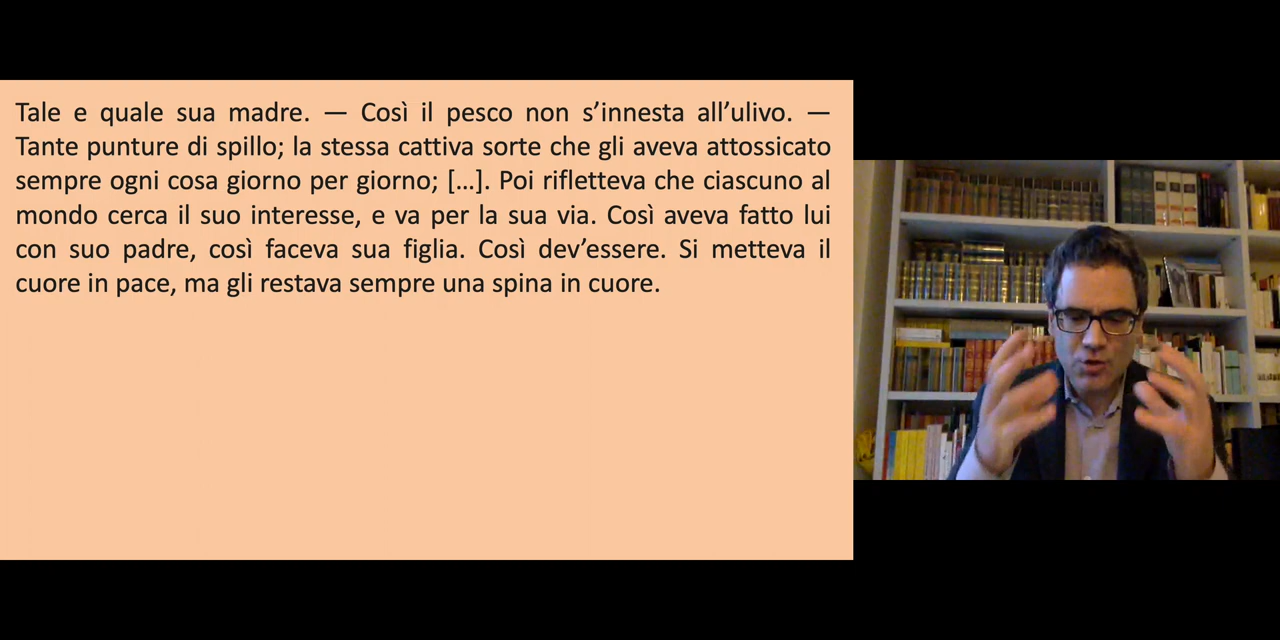 Tale e quale sua madre. — Così il pesco non s’innesta all’ulivo. —
Tante punture di spillo; la stessa cattiva sorte che gli aveva attossicato
sempre ogni cosa giorno per giorno; […]. Poi rifletteva che ciascuno al
mondo cerca il suo interesse, e va per la sua via. Così aveva fatto lui
con suo padre, così faceva sua figlia. Così dev’essere. Si metteva il
cuore in pace, ma gli restava sempre una spina in cuore.